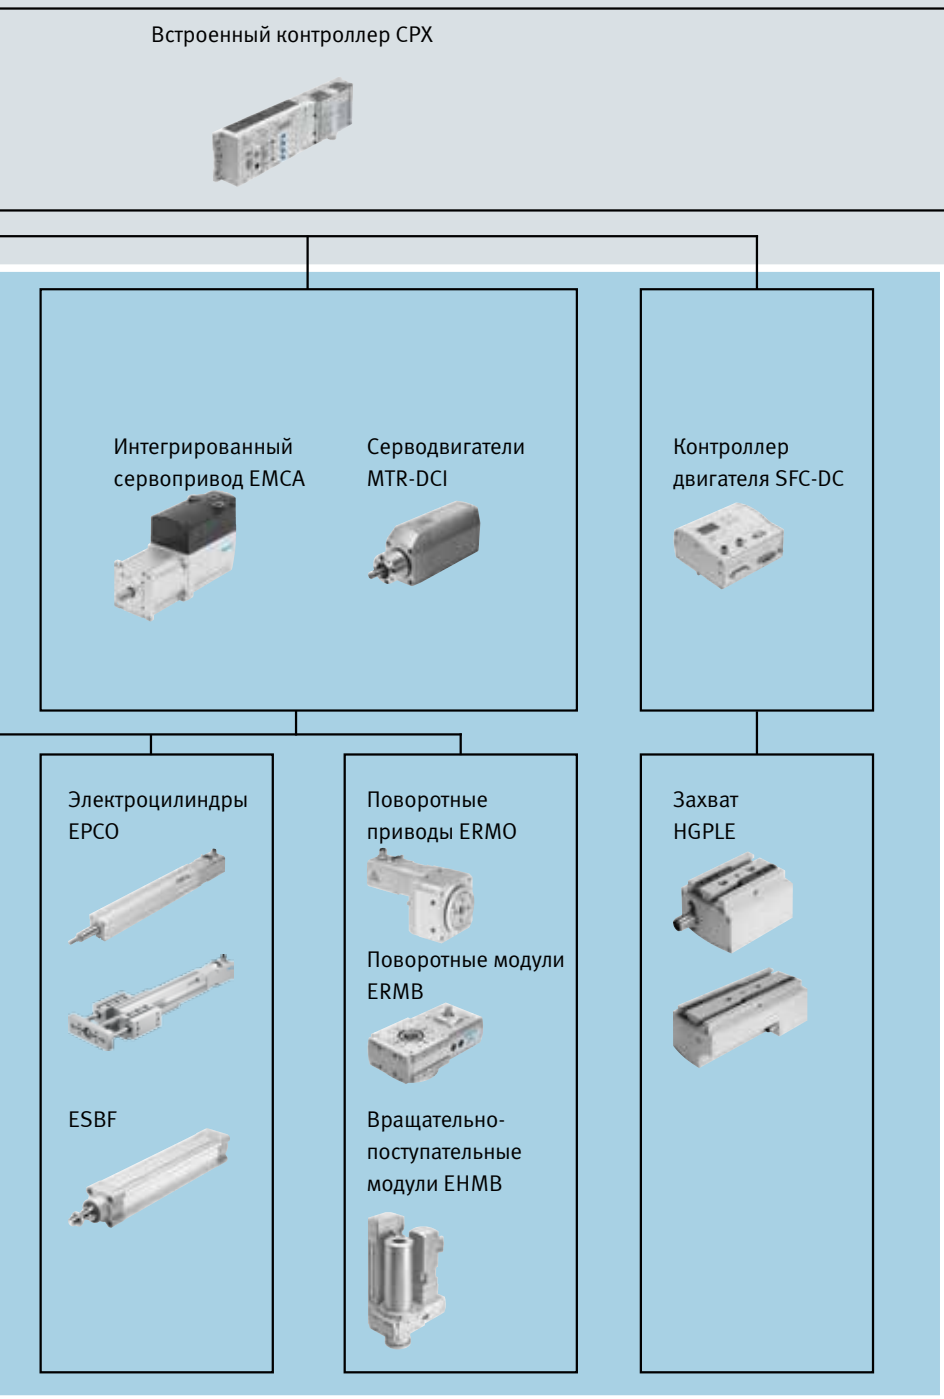 Встроенный контроллер CPX
Интегрированный
сервопривод EMCA
Серводвигатели
MTR-DCI
Контроллер
двигателя SFC-DC
Электроцилиндры
EPCO
ESBF
Поворотные
приводы ERMO
Поворотные модули
ERMB
Вращательно-
поступательные
модули EHMB
Захват
HGPLE